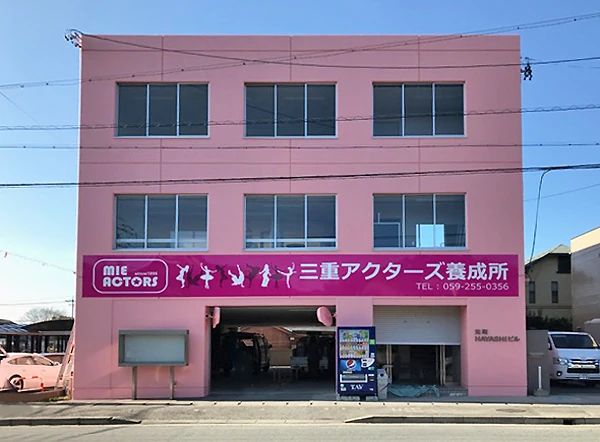 MIE
since1996
ACTORS
三重アクターズ養成所
TEL：059-255-0356
HAYASHIビル